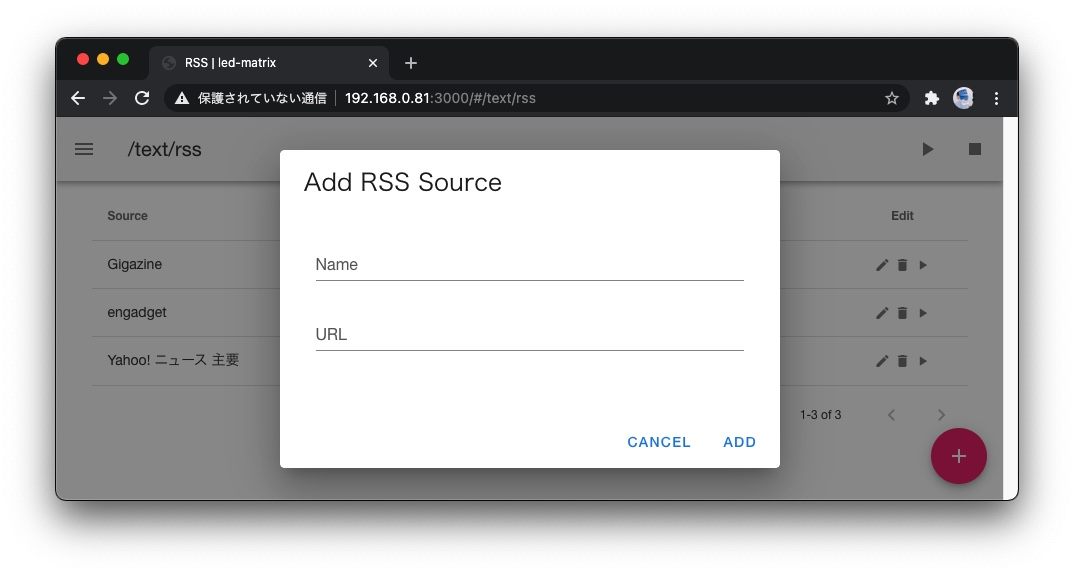 RSS | led-matrix
保護されていない通信 192.168.0.81:3000/#/text/rss
/text/rss
Add RSS Source
Source Edit
Name
Gigazine
engadget
URL
Yahoo! ニュース 主要
1-3 of 3
CANCEL ADD